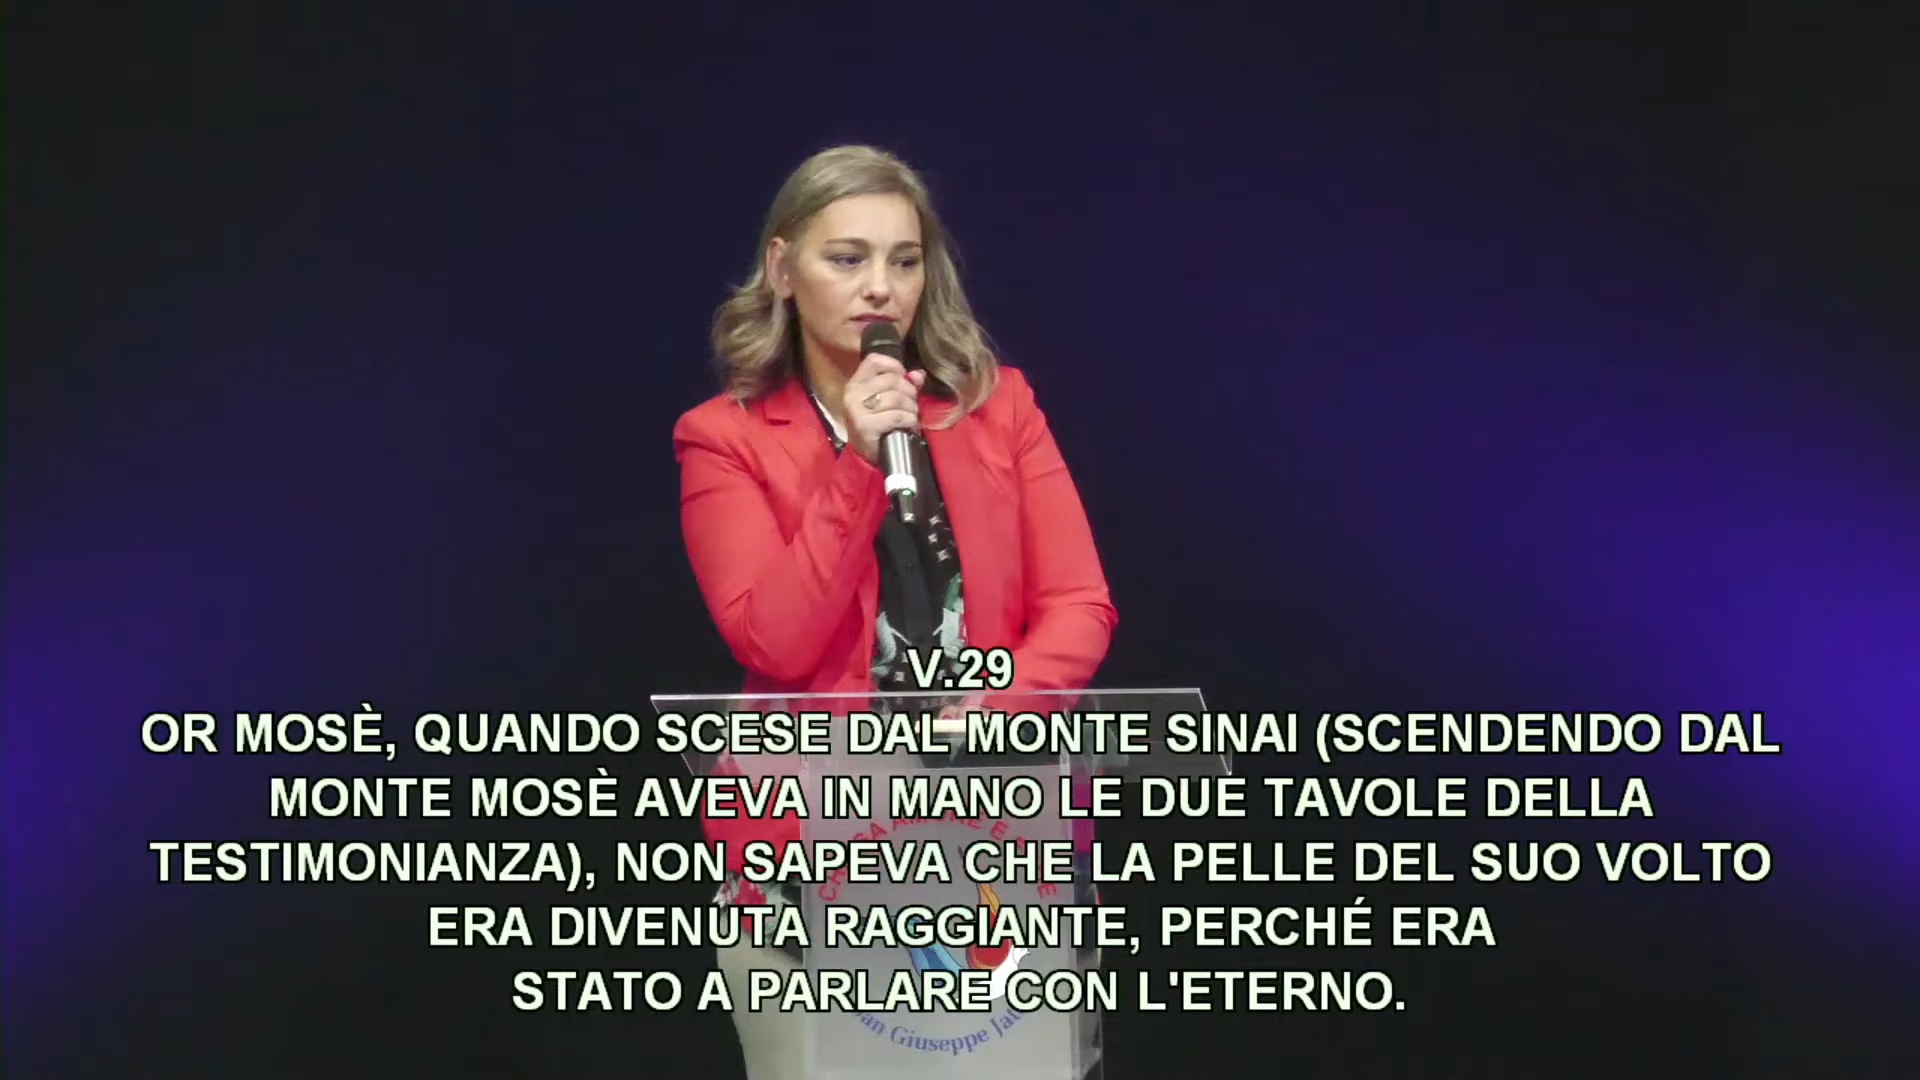 V.29
OR MOSÈ, QUANDO SCESE DAL MONTE SINAI (SCENDENDO DAL
MONTE MOSÈ AVEVA IN MANO LE DUE TAVOLE DELLA
TESTIMONIANZA), NON SAPEVA CHE LA PELLE DEL SUO VOLTO
ERA DIVENUTA RAGGIANTE, PERCHÉ ERA
STATO A PARLARE CON L'ETERNO.
Giuseppe